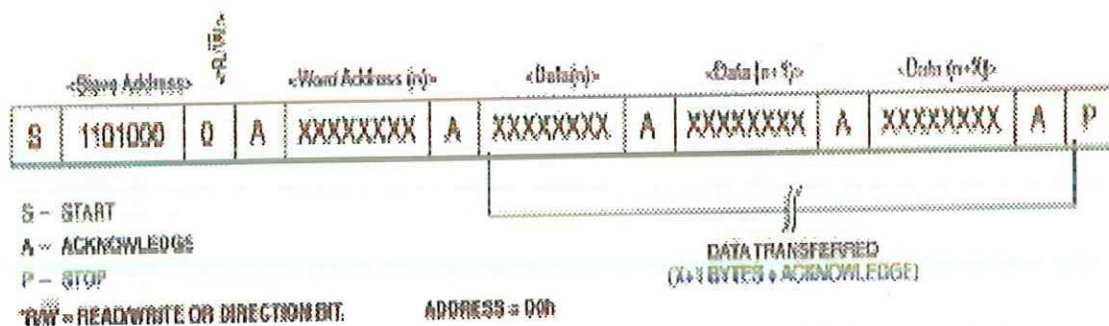 <Slave Address> <Word Address (n)> <Data(n)> <Data (n+1)> <Data (n+X)>
S 1101000 0 A XXXXXXXX A XXXXXXXX A XXXXXXXX A XXXXXXXX A P
S – START
A – ACKNOWLEDGE
P – STOP
DATA TRANSFERRED
(X+1 BYTES + ACKNOWLEDGE)
*R/W – READ/WRITE OR DIRECTION BIT. ADDRESS = D0h